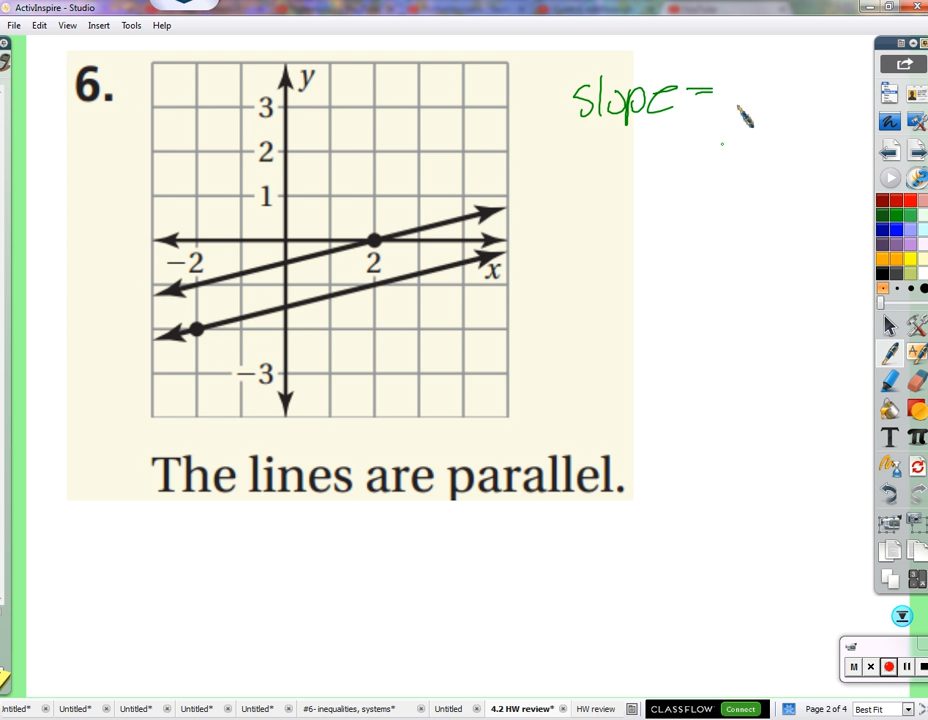 ActivInspire - Studio
File Edit View Insert Tools Help
6.
y
slope =
3
2
1
-2 2 x
-3
The lines are parallel.
M
ntitled* Untitled* Untitled* Untitled* Untitled* #6- inequalities, systems* Untitled 4.2 HW review* HW review CLASSFLOW Connect Page 2 of 4 Best Fit